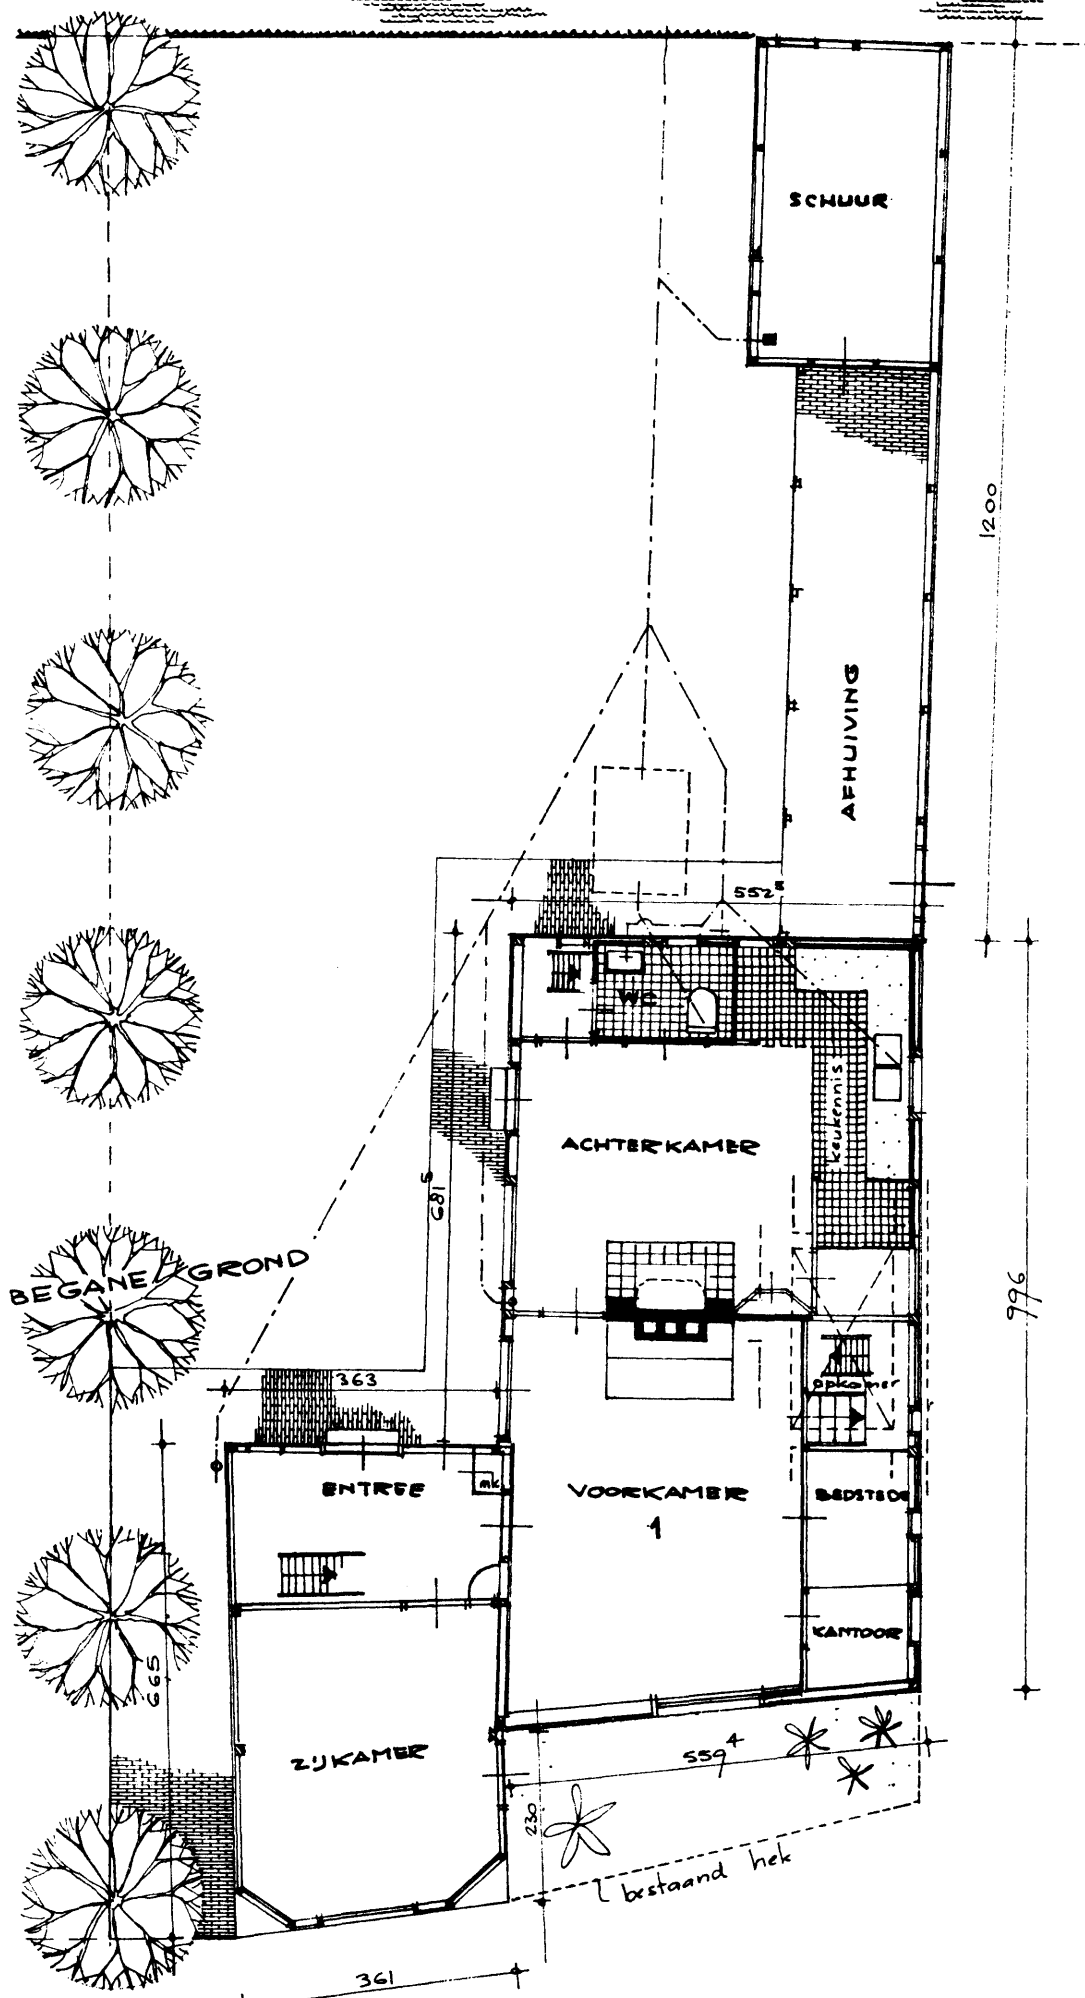 SCHUUR
1200
AFHUIVING
552⁵
WC
keukennis
ACHTERKAMER
681⁵
BEGANE GROND
996
363
opkamer
mk
ENTREE
VOORKAMER
1
BEDSTEDE
KANTOOR
665
ZIJKAMER
559⁴
230
bestaand hek
361